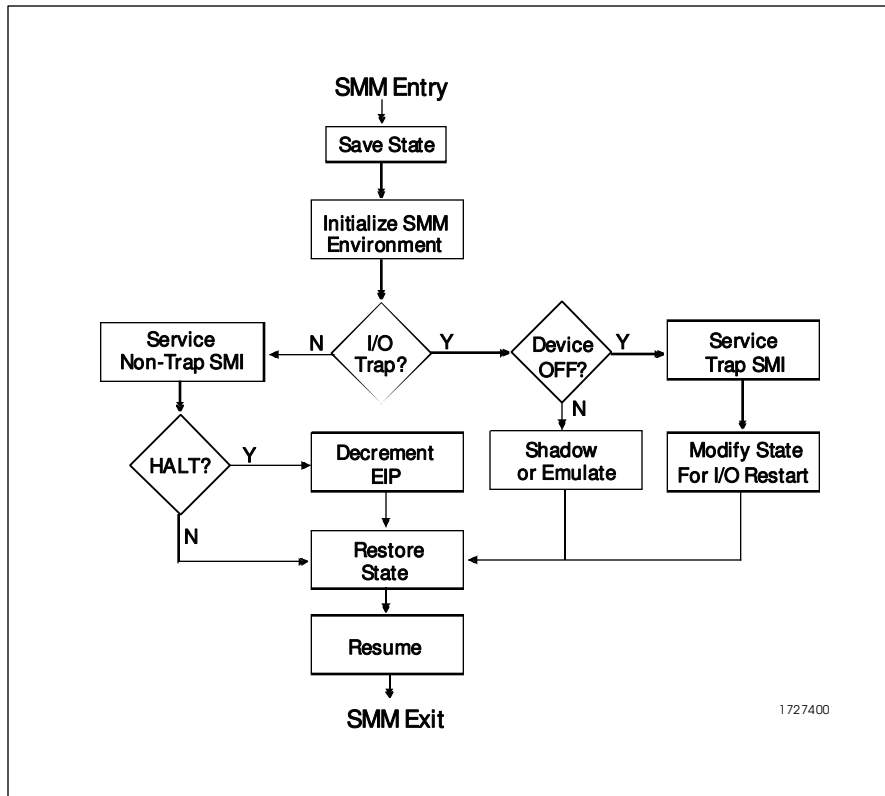 SMM Entry
Save State
Initialize SMM
Environment
Service
Non-Trap SMI
N
I/O
Trap?
Y
Device
OFF?
Y
Service
Trap SMI
N
HALT?
Y
Decrement
EIP
Shadow
or Emulate
Modify State
For I/O Restart
N
Restore
State
Resume
SMM Exit
1727400